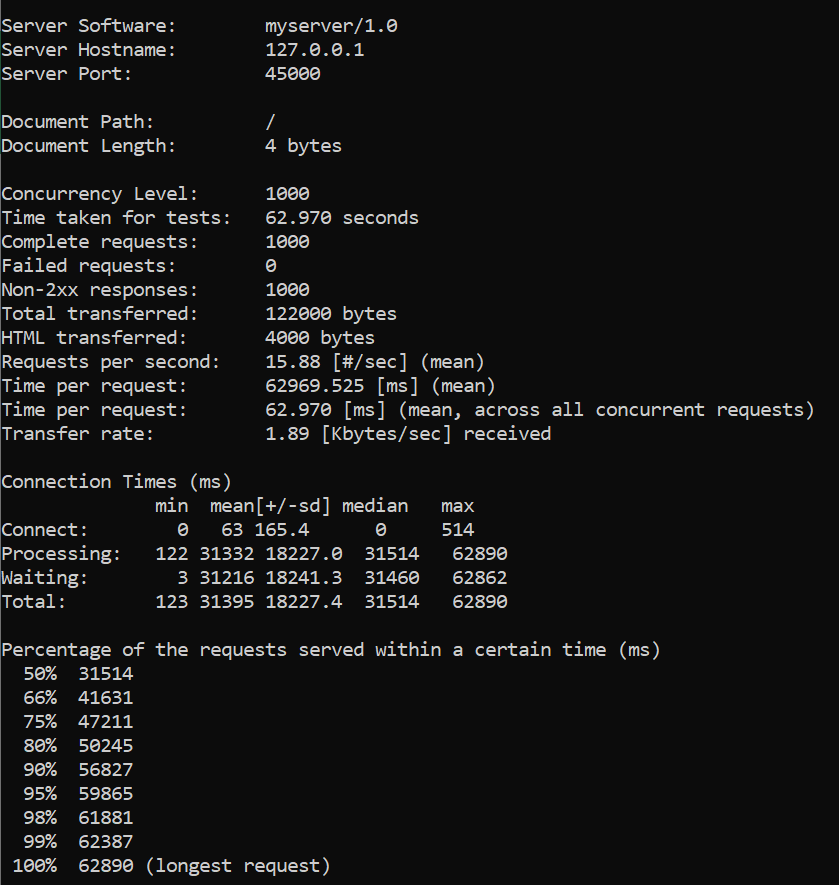 Server Software:        myserver/1.0
Server Hostname:        127.0.0.1
Server Port:            45000

Document Path:          /
Document Length:        4 bytes

Concurrency Level:      1000
Time taken for tests:   62.970 seconds
Complete requests:      1000
Failed requests:        0
Non-2xx responses:      1000
Total transferred:      122000 bytes
HTML transferred:       4000 bytes
Requests per second:    15.88 [#/sec] (mean)
Time per request:       62969.525 [ms] (mean)
Time per request:       62.970 [ms] (mean, across all concurrent requests)
Transfer rate:          1.89 [Kbytes/sec] received

Connection Times (ms)
              min  mean[+/-sd] median   max
Connect:        0   63 165.4      0     514
Processing:   122 31332 18227.0  31514   62890
Waiting:        3 31216 18241.3  31460   62862
Total:        123 31395 18227.4  31514   62890

Percentage of the requests served within a certain time (ms)
  50%  31514
  66%  41631
  75%  47211
  80%  50245
  90%  56827
  95%  59865
  98%  61881
  99%  62387
 100%  62890 (longest request)